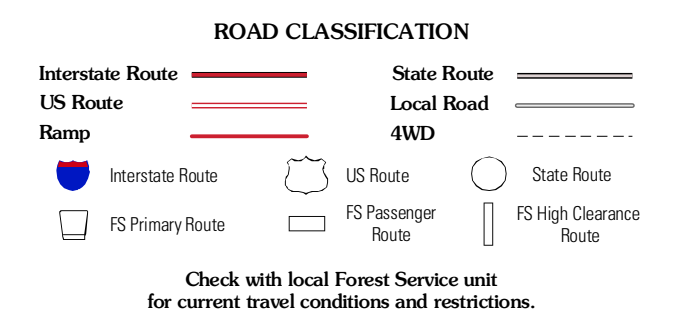 ROAD CLASSIFICATION
Interstate Route
State Route
US Route
Local Road
Ramp
4WD
Interstate Route
US Route
State Route
FS Primary Route
FS Passenger
Route
FS High Clearance
Route
Check with local Forest Service unit
for current travel conditions and restrictions.